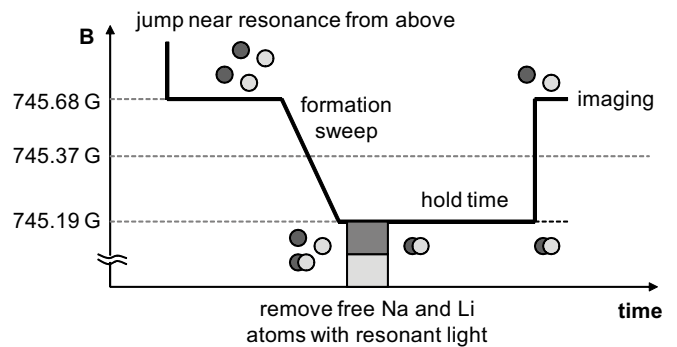 jump near resonance from above
B
745.68 G
formation
sweep
imaging
745.37 G
hold time
745.19 G
remove free Na and Li
atoms with resonant light
time